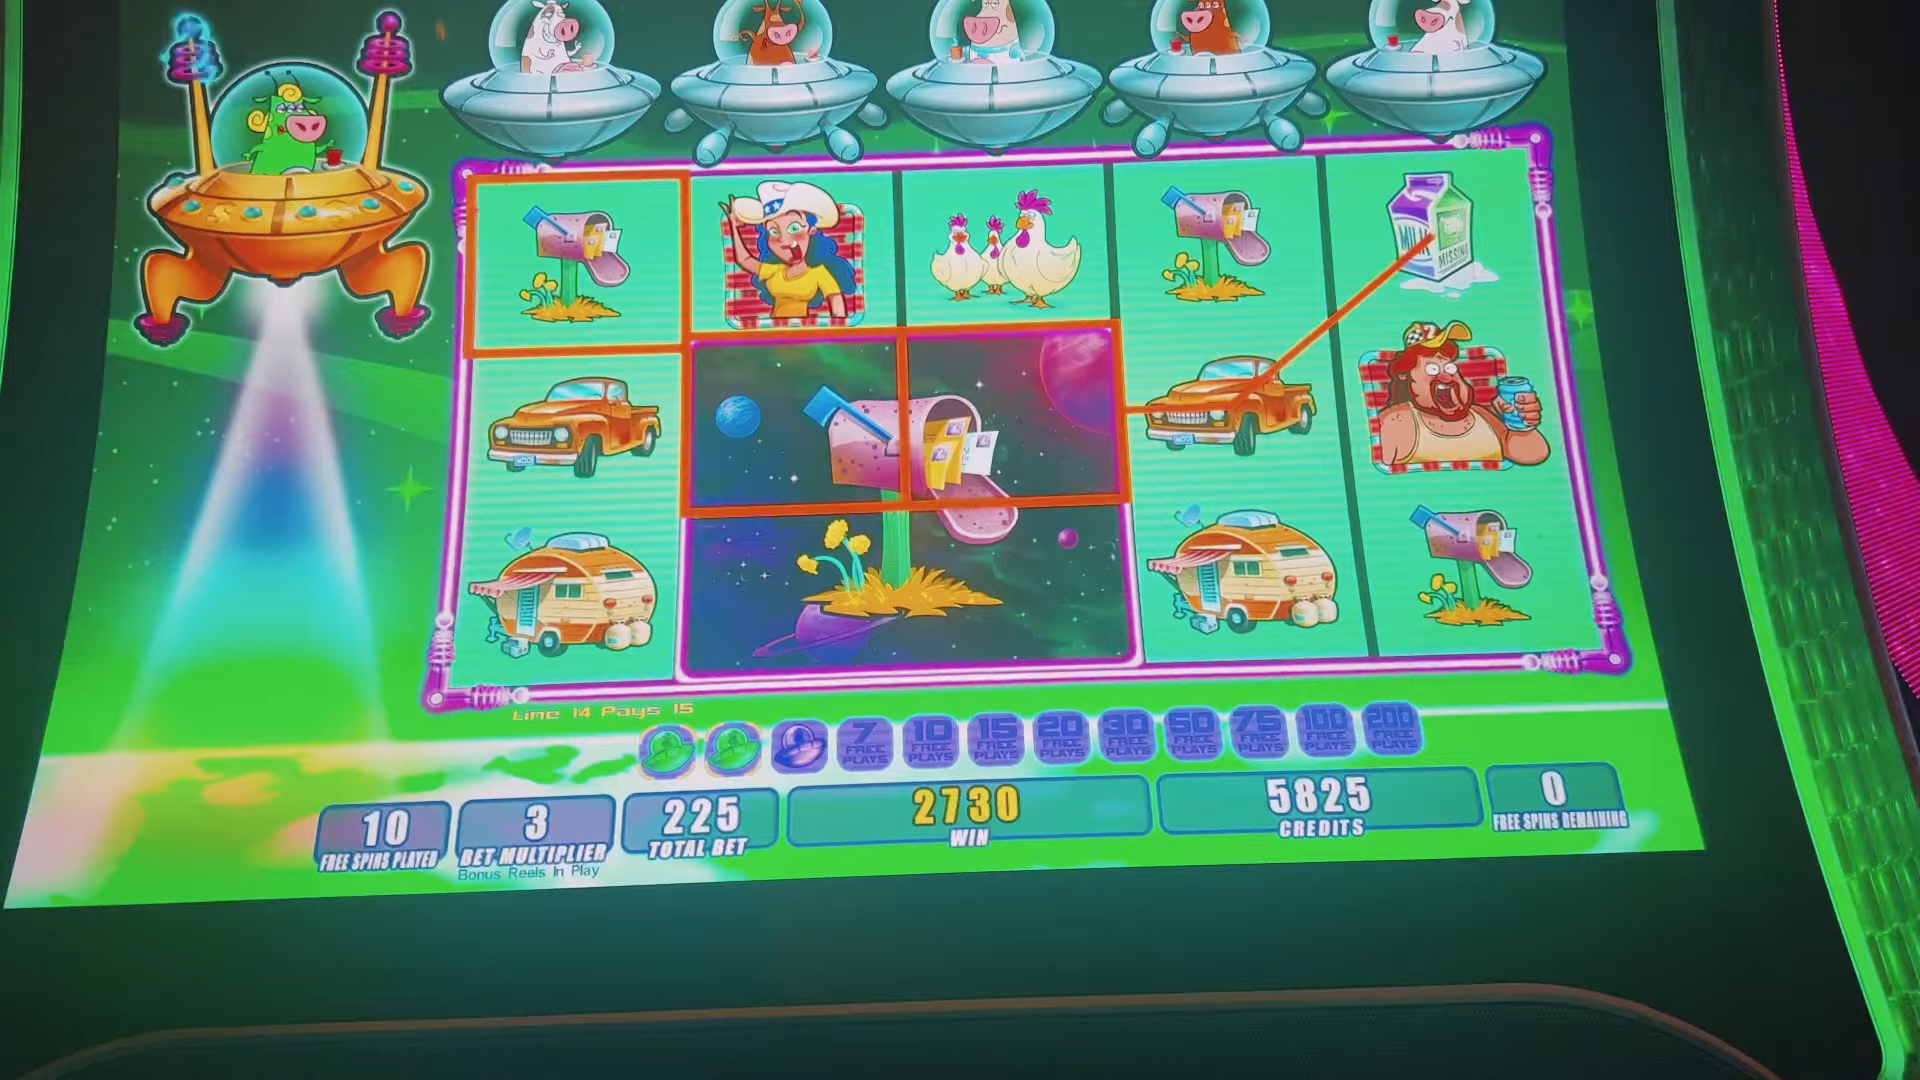 MILK
MISSING
Line 14 Pays 15
7 FREE PLAYS
10 FREE PLAYS
15 FREE PLAYS
20 FREE PLAYS
30 FREE PLAYS
50 FREE PLAYS
75 FREE PLAYS
100 FREE PLAYS
200 FREE PLAYS
10
FREE SPINS PLAYED
3
BET MULTIPLIER
Bonus Reels In Play
225
TOTAL BET
2730
WIN
5825
CREDITS
0
FREE SPINS REMAINING